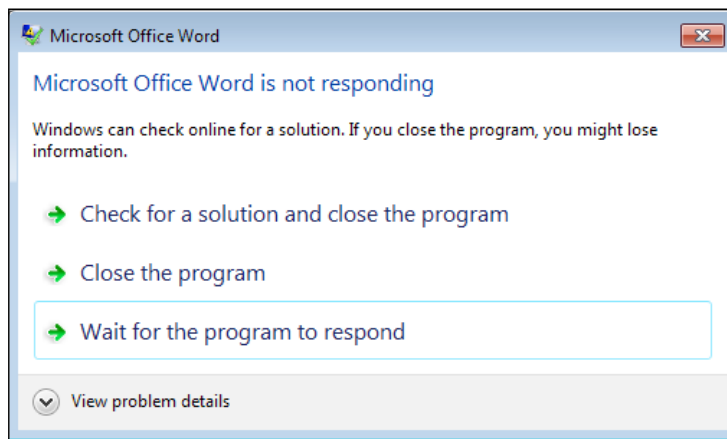 Microsoft Office Word
Microsoft Office Word is not responding
Windows can check online for a solution. If you close the program, you might lose
information.
Check for a solution and close the program
Close the program
Wait for the program to respond
View problem details